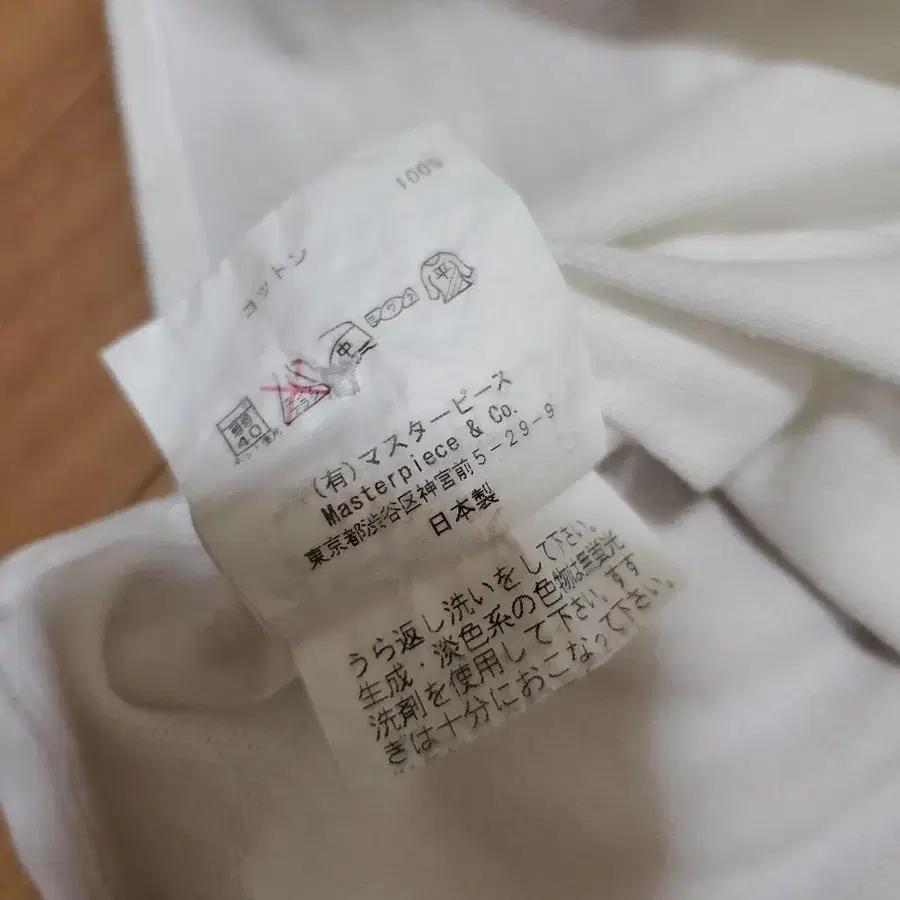 コットン 100%
40
中
平
(有)マスターピース
Masterpiece & Co.
東京都渋谷区神宮前5-29-9
日本製
うら返し洗いをして下さい。
生成・淡色系の色物は無蛍光
洗剤を使用して下さい。すす
ぎは十分におこなって下さい。